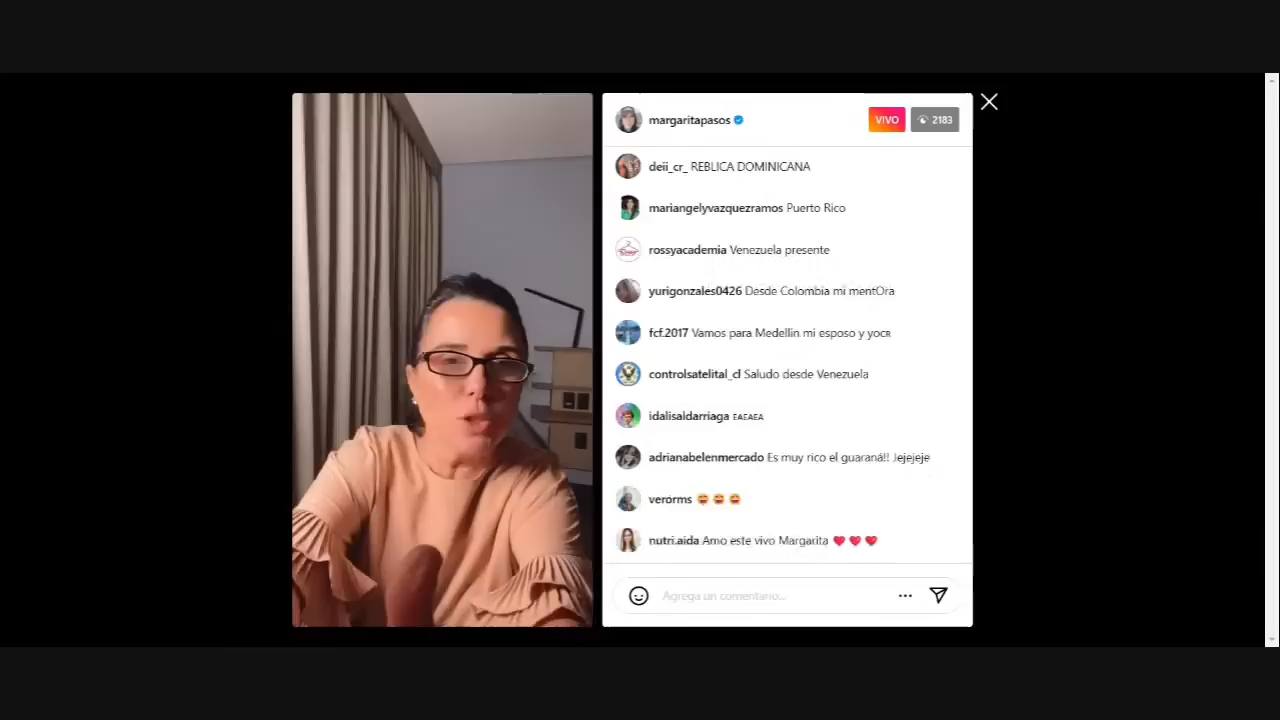 margaritapasos
VIVO
2183
deii_cr_ REBLICA DOMINICANA
mariangelyvazquezramos Puerto Rico
rossyacademia Venezuela presente
yurigonzales0426 Desde Colombia mi mentOra
fcf.2017 Vamos para Medellin mi esposo y yocR
controlsatelital_cl Saludo desde Venezuela
idalisaldarriaga EAEAEA
adrianabelenmercado Es muy rico el guaraná!! Jejejeje
verorms 😍 😍 😍
nutri.aida Amo este vivo Margarita ❤️ ❤️ ❤️
Agrega un comentario...